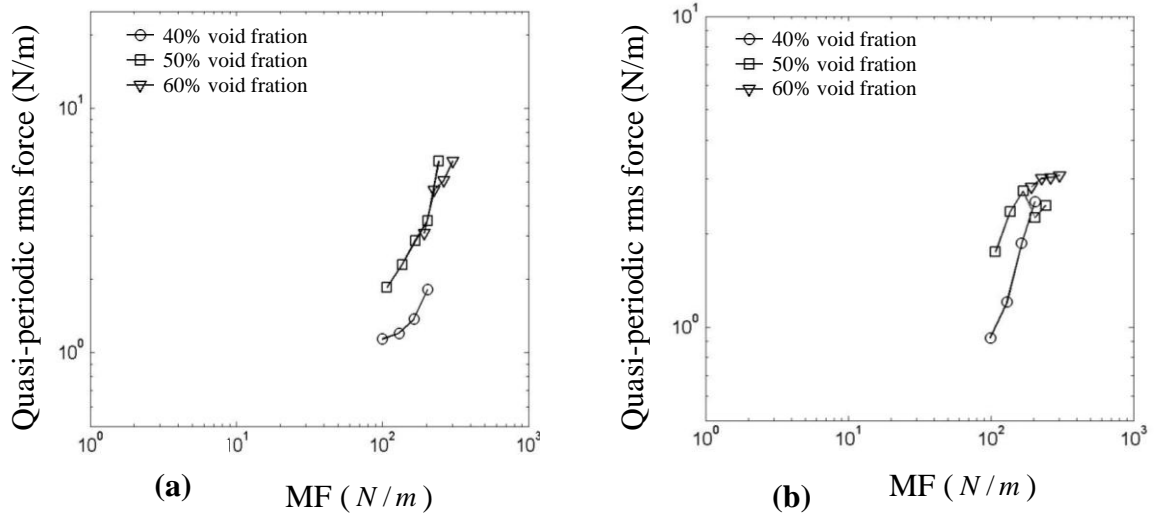 Quasi-periodic rms force (N/m)
40% void fration
50% void fration
60% void fration
10^1
10^0
10^0
10^1
10^2
10^3
(a)
MF (N/m)
Quasi-periodic rms force (N/m)
40% void fration
50% void fration
60% void fration
10^1
10^0
10^0
10^1
10^2
10^3
(b)
MF (N/m)